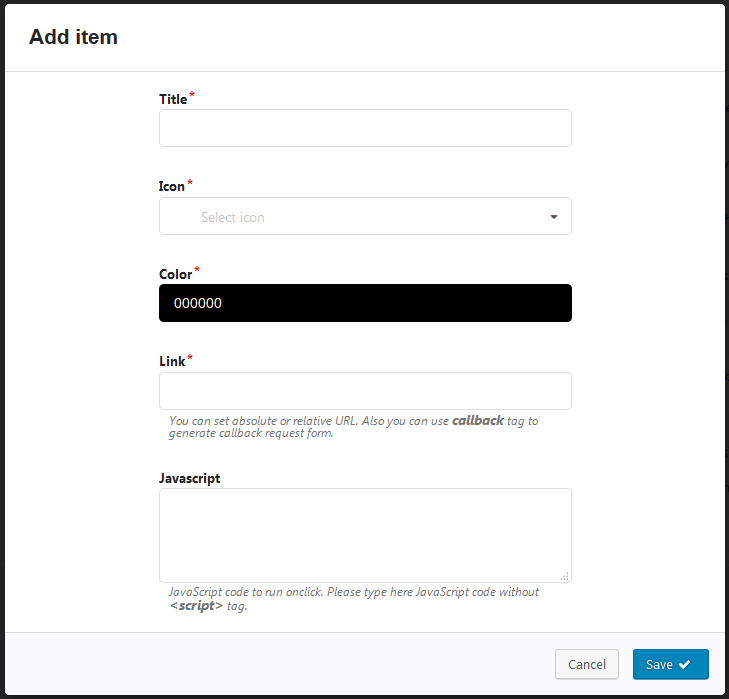 Add item
Title*
Icon*
Select icon
Color*
000000
Link*
You can set absolute or relative URL. Also you can use callback tag to
generate callback request form.
Javascript
JavaScript code to run onclick. Please type here JavaScript code without
<script> tag.
Cancel
Save